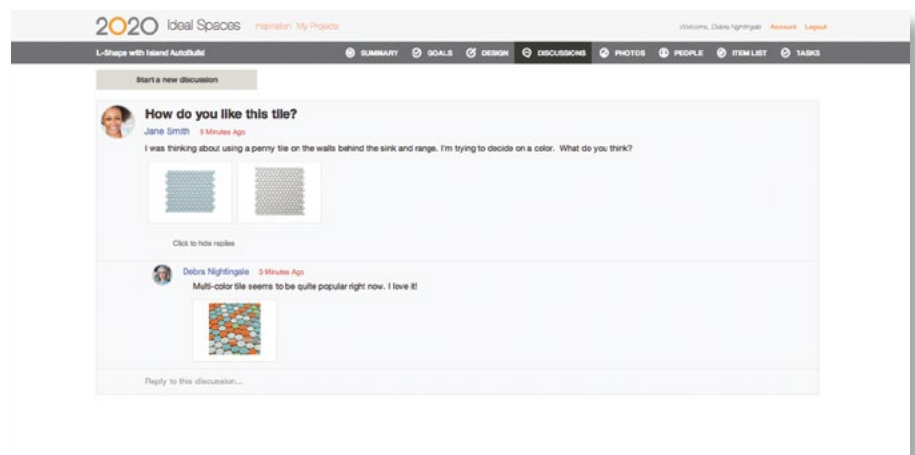 2020 Ideal Spaces Inspiration My Projects Welcome, Debra Nightingale Account Logout
L-Shape with Island AutoBuild SUMMARY GOALS DESIGN DISCUSSIONS PHOTOS PEOPLE ITEM LIST TASKS
Start a new discussion
How do you like this tile?
Jane Smith 9 Minutes Ago
I was thinking about using a penny tile on the walls behind the sink and range. I'm trying to decide on a color. What do you think?
Click to hide replies
Debra Nightingale 3 Minutes Ago
Multi-color tile seems to be quite popular right now. I love it!
Reply to this discussion...